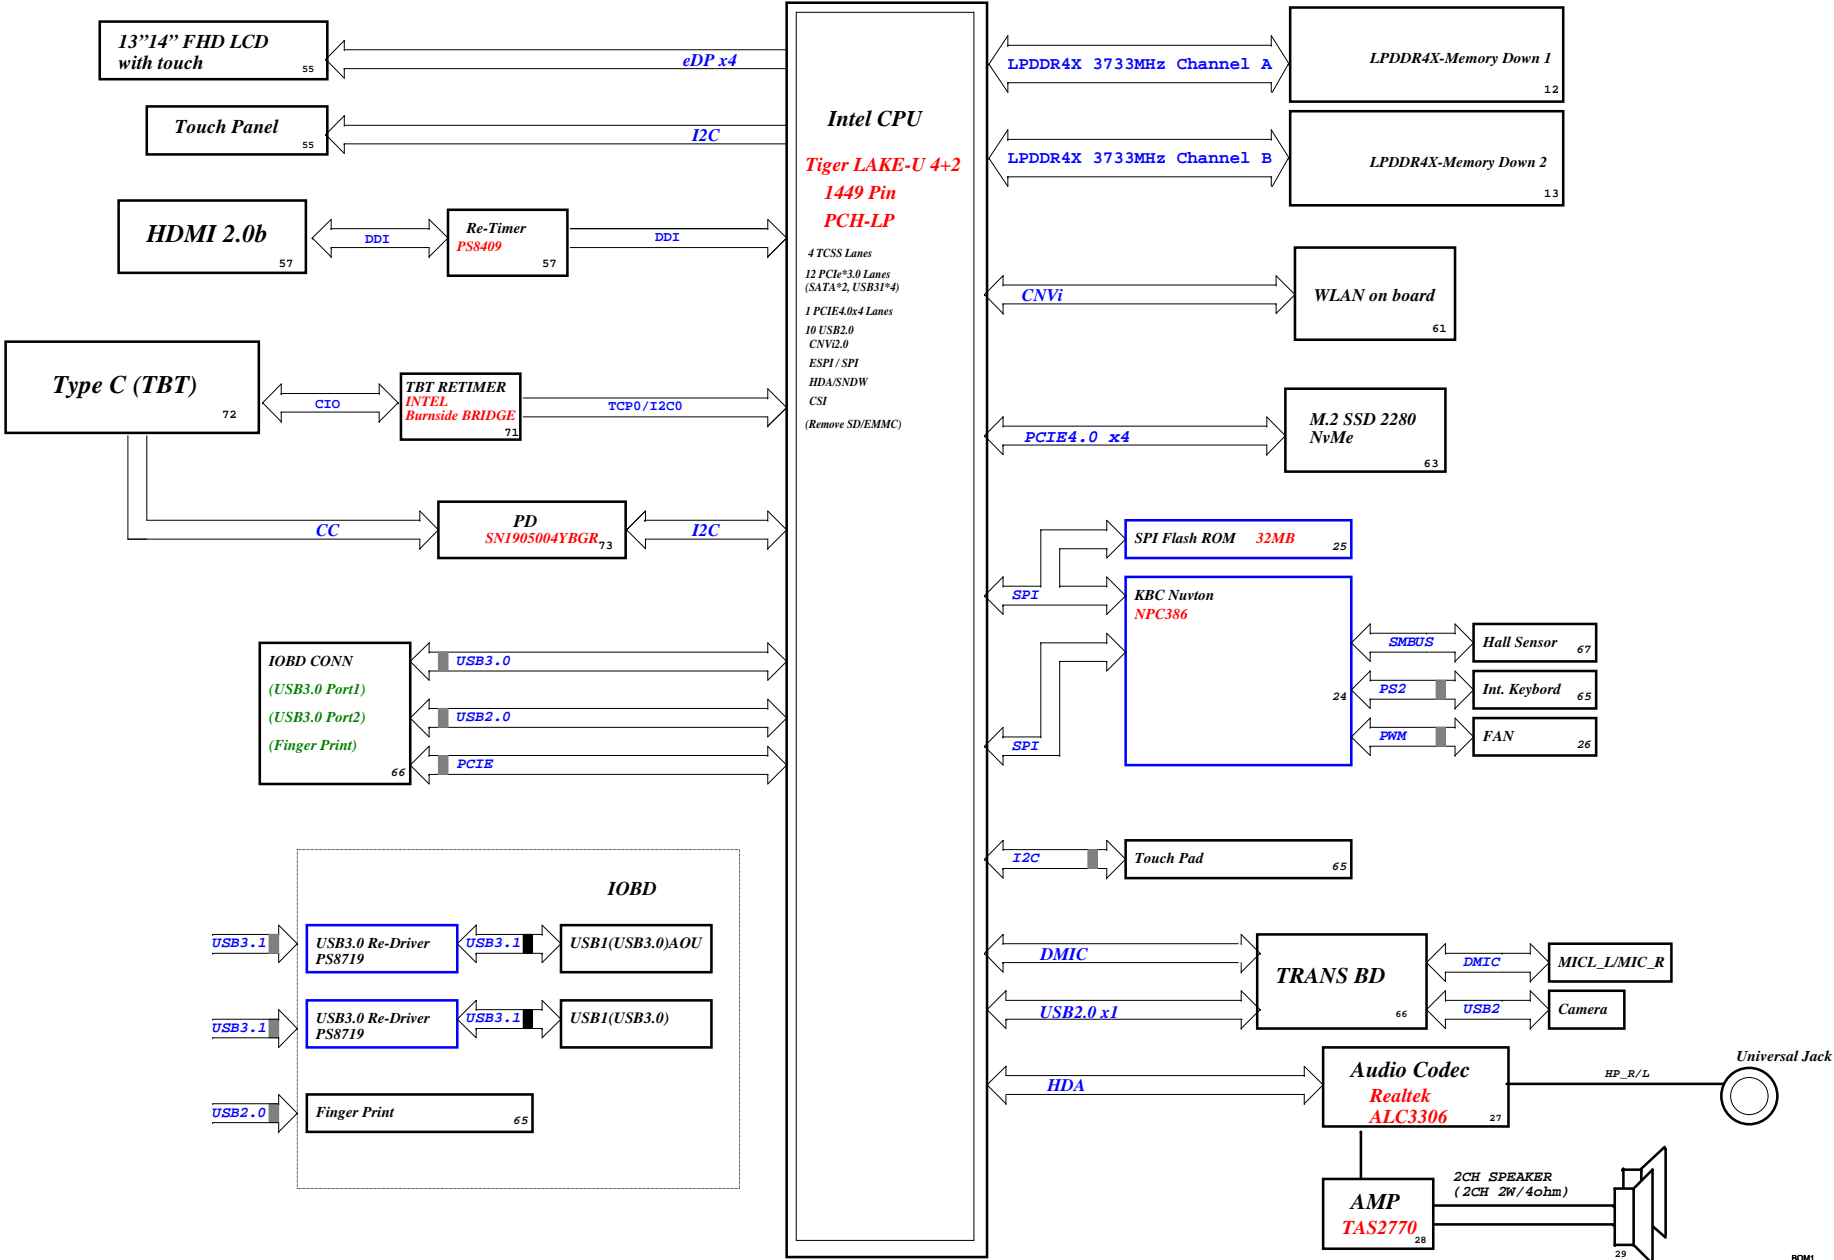 13”14” FHD LCD
with touch
55
eDP x4
Touch Panel
55
I2C
HDMI 2.0b
57
DDI
Re-Timer
PS8409
57
DDI
Type C (TBT)
72
CIO
TBT RETIMER
INTEL
Burnside BRIDGE
71
TCP0/I2C0
CC
PD
SN1905004YBGR
73
I2C
IOBD CONN
(USB3.0 Port1)
(USB3.0 Port2)
(Finger Print)
66
USB3.0
USB2.0
PCIE
IOBD
USB3.1
USB3.0 Re-Driver
PS8719
USB3.1
USB1(USB3.0)AOU
USB3.1
USB3.0 Re-Driver
PS8719
USB3.1
USB1(USB3.0)
USB2.0
Finger Print
65
Intel CPU
Tiger LAKE-U 4+2
1449 Pin
PCH-LP
4 TCSS Lanes
12 PCIe*3.0 Lanes
(SATA*2, USB31*4)
1 PCIE4.0x4 Lanes
10 USB2.0
CNVi2.0
ESPI / SPI
HDA/SNDW
CSI
(Remove SD/EMMC)
LPDDR4X 3733MHz Channel A
LPDDR4X-Memory Down 1
12
LPDDR4X 3733MHz Channel B
LPDDR4X-Memory Down 2
13
CNVi
WLAN on board
61
PCIE4.0 x4
M.2 SSD 2280
NvMe
63
SPI
SPI Flash ROM 32MB
25
KBC Nuvton
NPC386
24
SPI
SMBUS
Hall Sensor
67
PS2
Int. Keybord
65
PWM
FAN
26
I2C
Touch Pad
65
DMIC
USB2.0 x1
TRANS BD
66
DMIC
MICL_L/MIC_R
USB2
Camera
HDA
Audio Codec
Realtek
ALC3306
27
HP_R/L
Universal Jack
AMP
TAS2770
28
2CH SPEAKER
(2CH 2W/4ohm)
29
BOM1